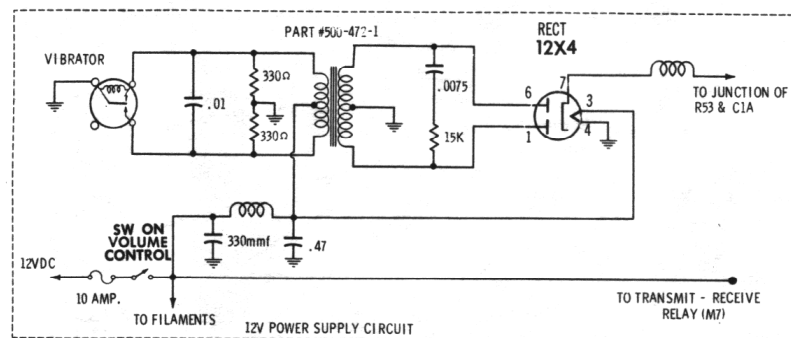 PART #500-472-1
RECT
12X4
VIBRATOR
330Ω
.01
330Ω
.0075
15K
6
7
3
1
4
TO JUNCTION OF
R53 & C1A
SW ON
VOLUME
CONTROL
330mmf
.47
12VDC
10 AMP.
TO FILAMENTS
12V POWER SUPPLY CIRCUIT
TO TRANSMIT - RECEIVE
RELAY (M7)